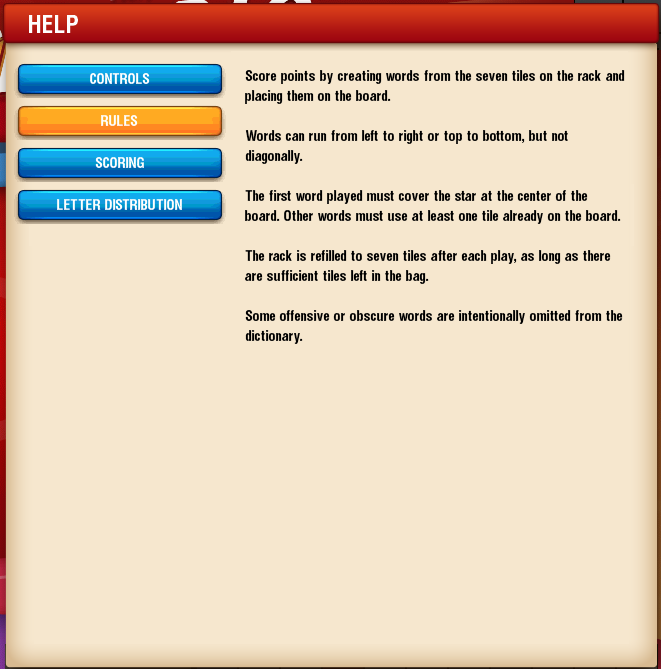 HELP
CONTROLS
RULES
SCORING
LETTER DISTRIBUTION
Score points by creating words from the seven tiles on the rack and
placing them on the board.
Words can run from left to right or top to bottom, but not
diagonally.
The first word played must cover the star at the center of the
board. Other words must use at least one tile already on the board.
The rack is refilled to seven tiles after each play, as long as there
are sufficient tiles left in the bag.
Some offensive or obscure words are intentionally omitted from the
dictionary.